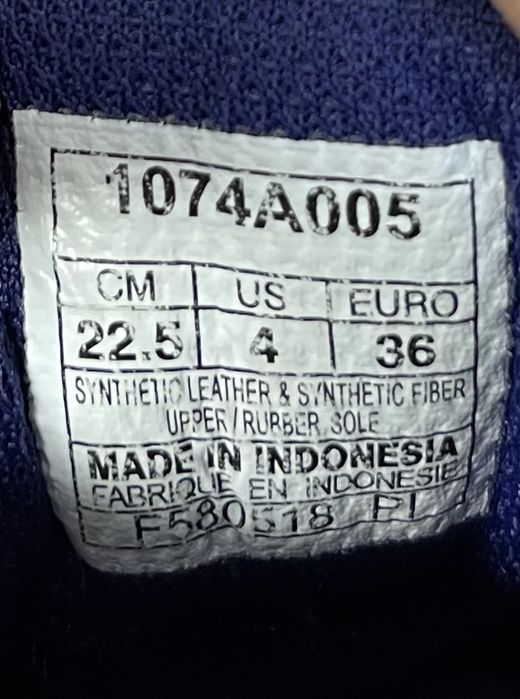 1074A005
CM US EURO
22.5 4 36
SYNTHETIC LEATHER & SYNTHETIC FIBER
UPPER/RUBBER SOLE
MADE IN INDONESIA
FABRIQUE EN INDONESIE
F580518 PI